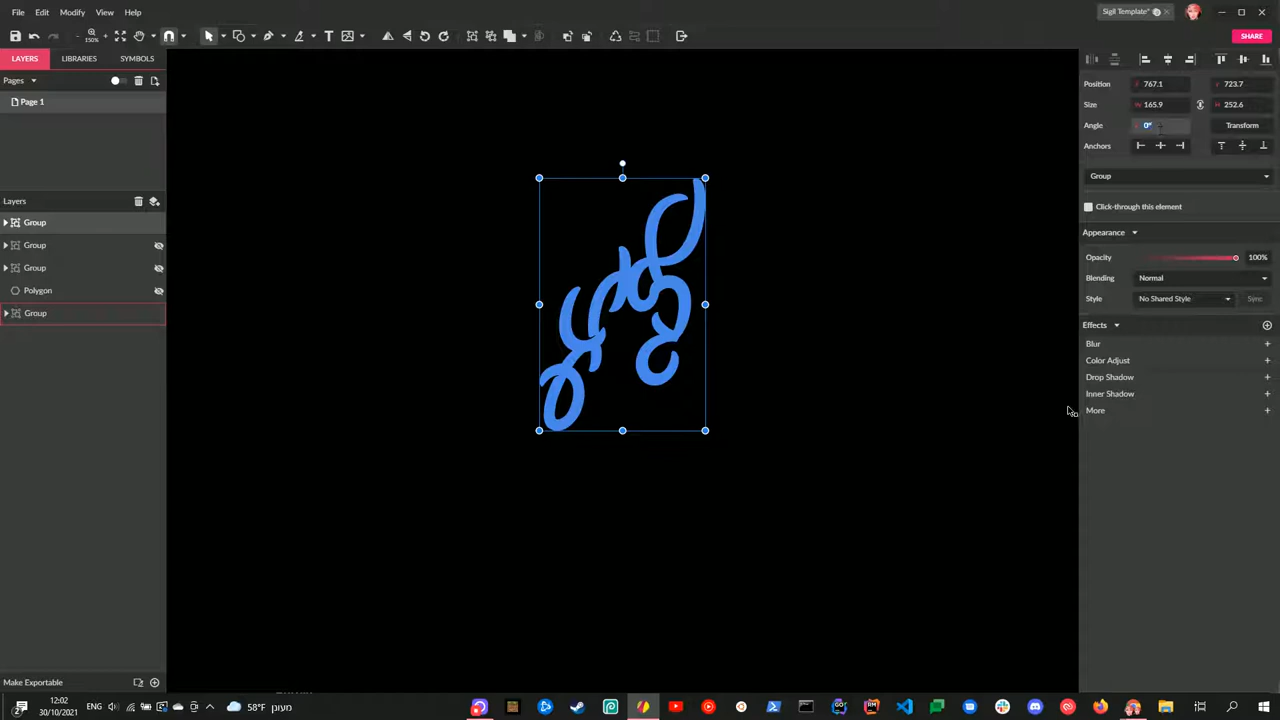 File Edit Modify View Help
Sigil Template*
150%
SHARE
LAYERS LIBRARIES SYMBOLS
Pages
Page 1
Layers
Group
Group
Group
Polygon
Group
Position X 767.1 Y 723.7
Size W 165.9 H 252.6
Angle 0° Transform
Anchors
Group
Click-through this element
Appearance
Opacity 100%
Blending Normal
Style No Shared Style Sync
Effects
Blur
Color Adjust
Drop Shadow
Inner Shadow
More
Make Exportable
12:02
30/10/2021
2
ENG
58°F מעונן